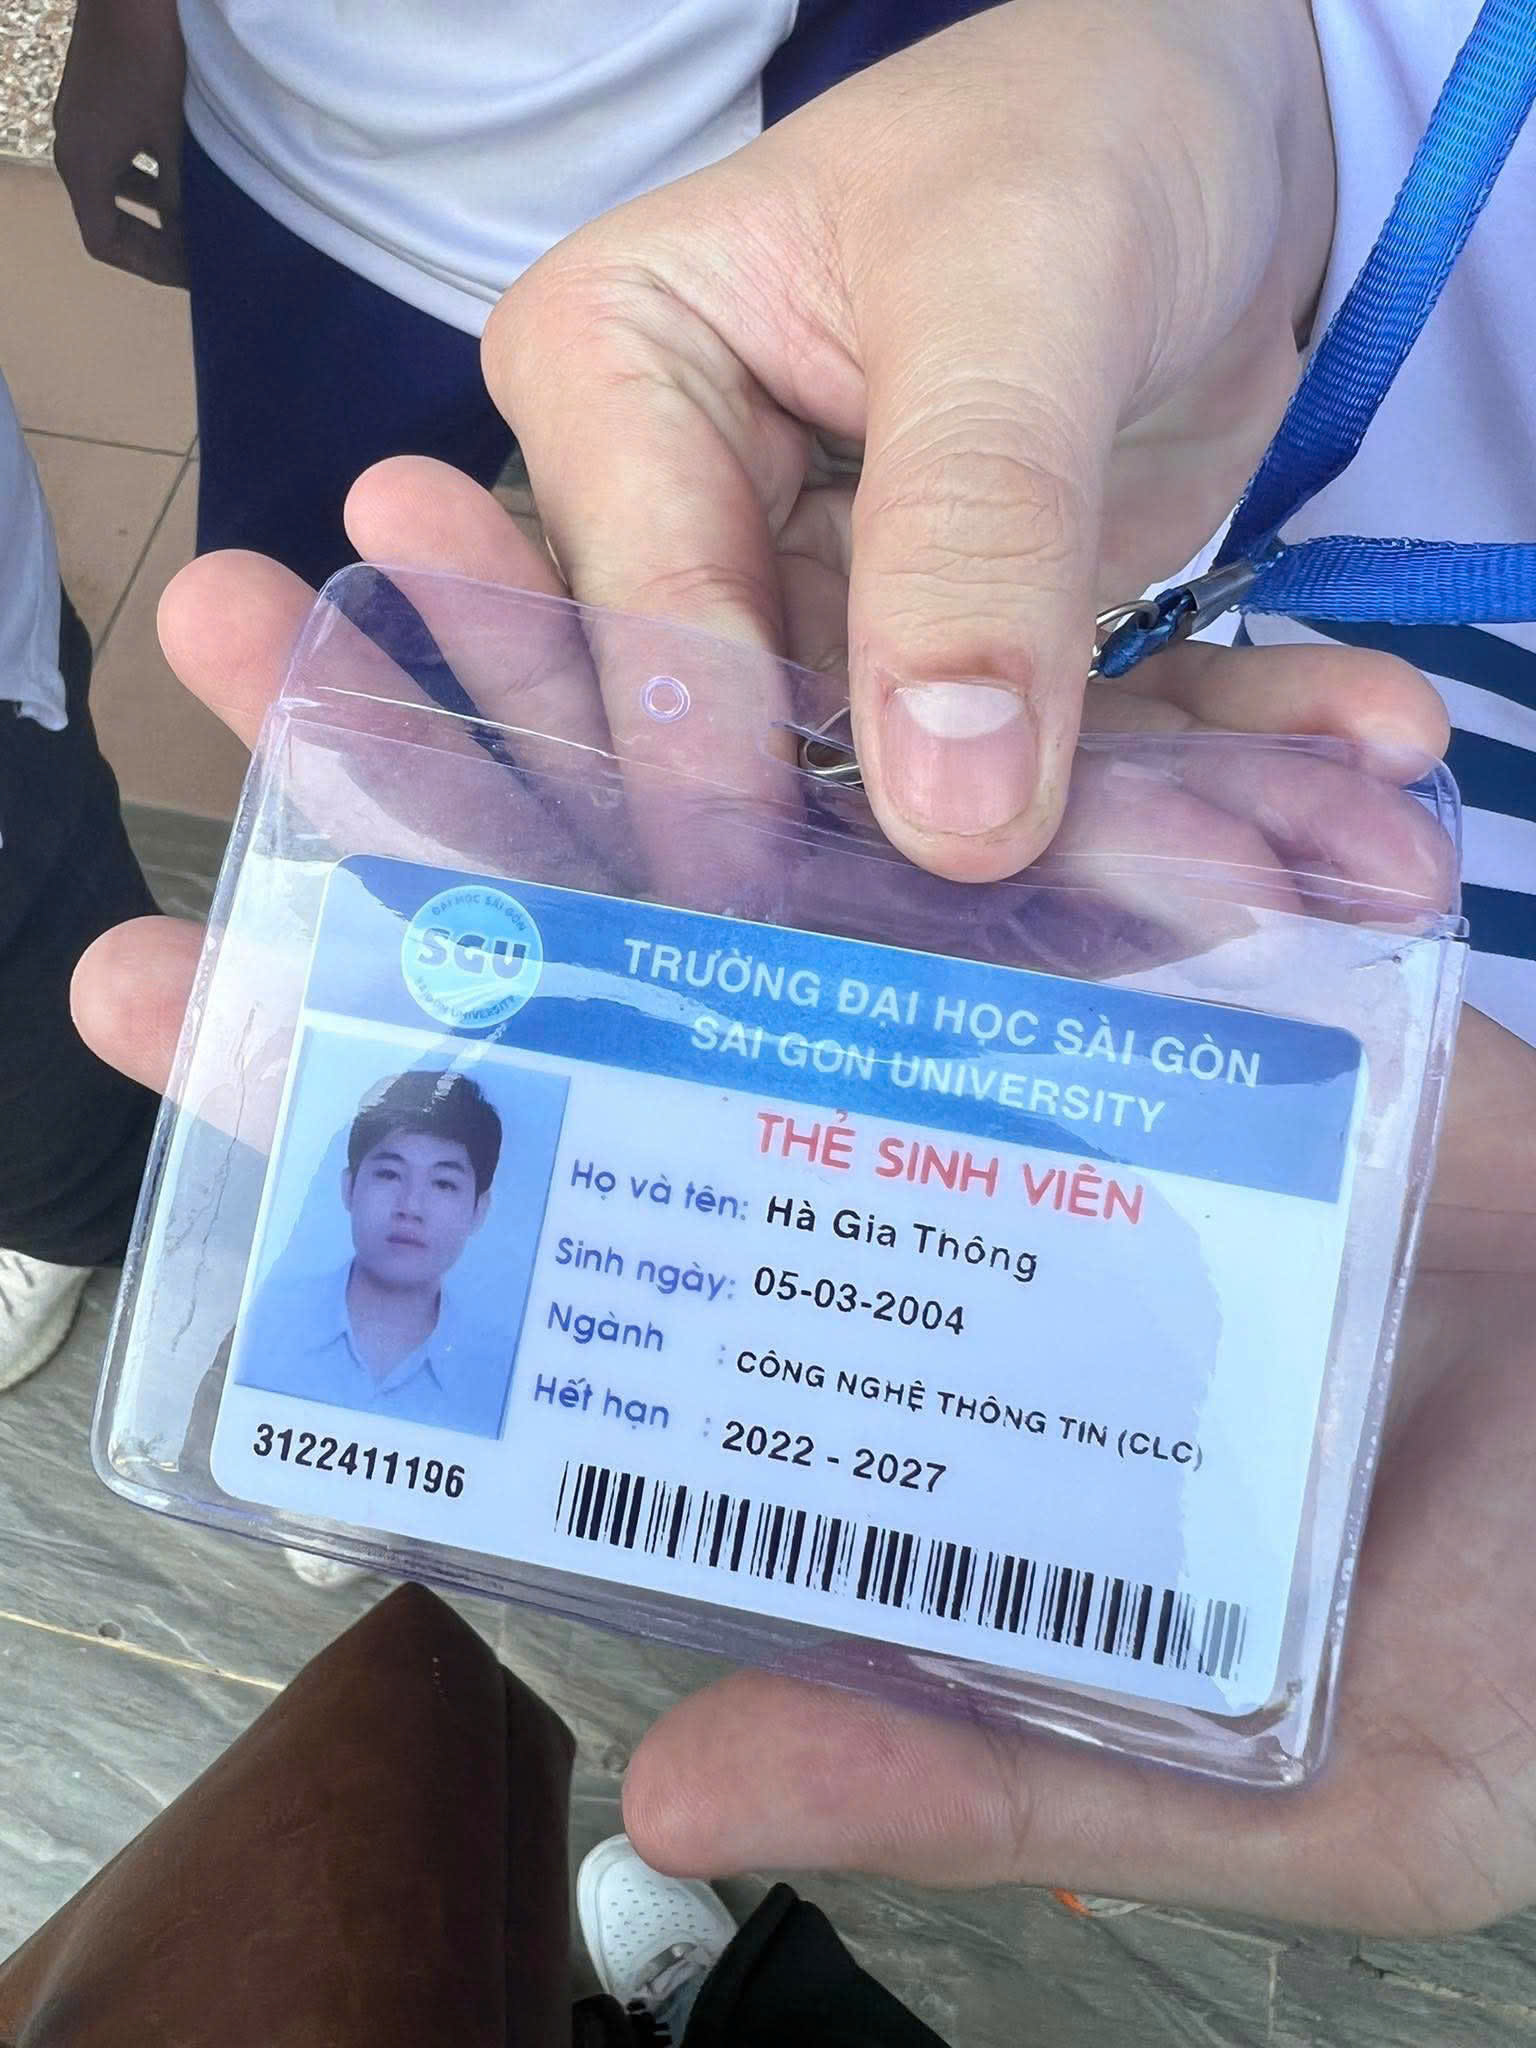 ĐẠI HỌC SÀI GÒN
SGU
SAIGON UNIVERSITY
TRƯỜNG ĐẠI HỌC SÀI GÒN
SAI GON UNIVERSITY
THẺ SINH VIÊN
Họ và tên: Hà Gia Thông
Sinh ngày: 05-03-2004
Ngành : CÔNG NGHỆ THÔNG TIN (CLC)
Hết hạn : 2022 - 2027
3122411196